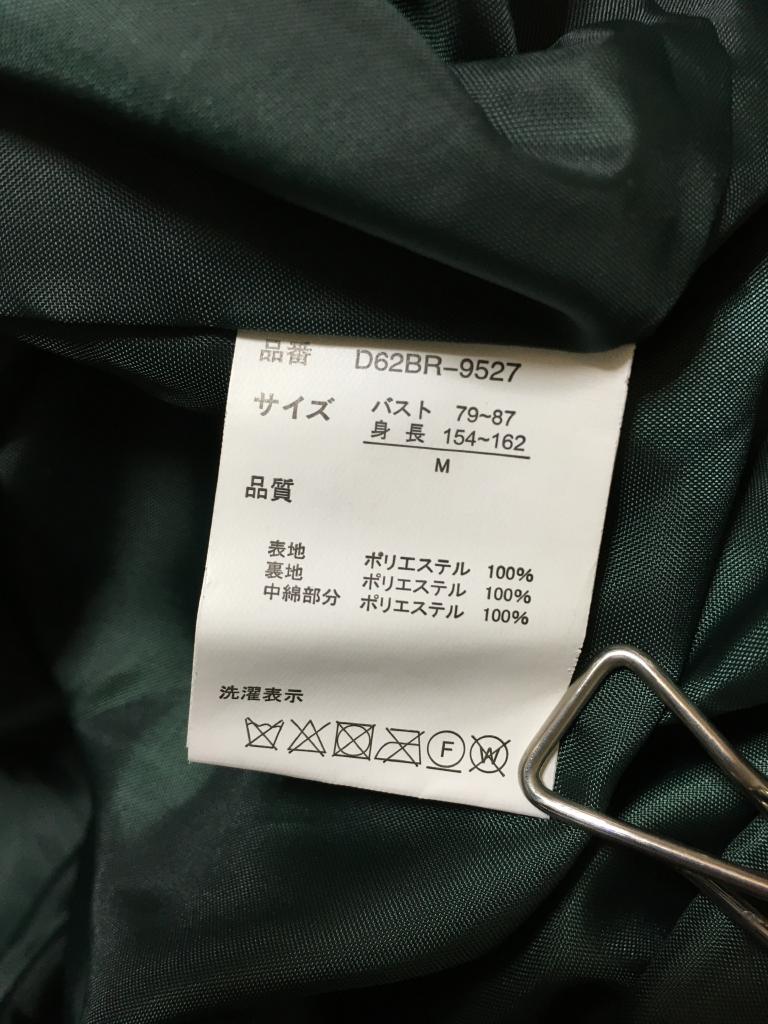 品番 D62BR-9527
サイズ バスト 79~87
身長 154~162
M
品質
表地 ポリエステル 100%
裏地 ポリエステル 100%
中綿部分 ポリエステル 100%
洗濯表示
F W